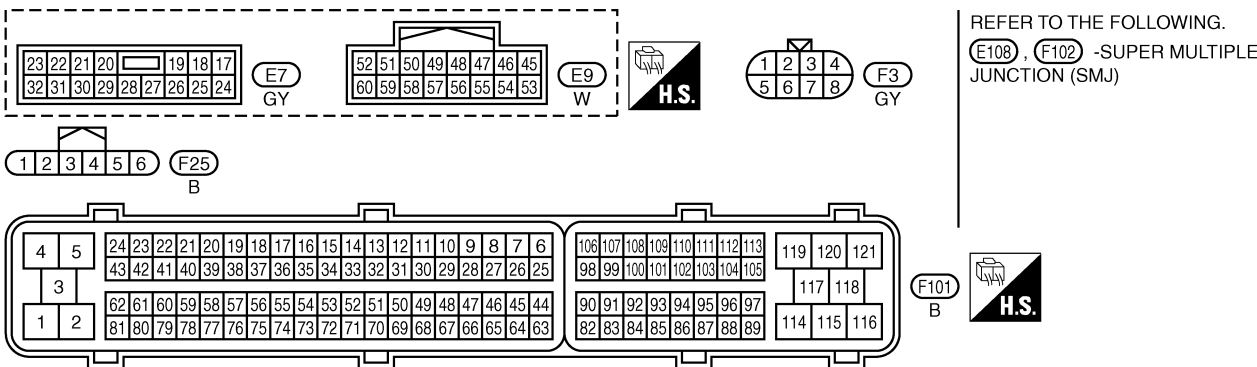 23 22 21 20 19 18 17
32 31 30 29 28 27 26 25 24
E7
GY
52 51 50 49 48 47 46 45
60 59 58 57 56 55 54 53
E9
W
H.S.
1 2 3 4
5 6 7 8
F3
GY
REFER TO THE FOLLOWING.
E108 , F102 -SUPER MULTIPLE
JUNCTION (SMJ)
1 2 3 4 5 6
F25
B
4 5
3
1 2
24 23 22 21 20 19 18 17 16 15 14 13 12 11 10 9 8 7 6
43 42 41 40 39 38 37 36 35 34 33 32 31 30 29 28 27 26 25
62 61 60 59 58 57 56 55 54 53 52 51 50 49 48 47 46 45 44
81 80 79 78 77 76 75 74 73 72 71 70 69 68 67 66 65 64 63
106 107 108 109 110 111 112 113
98 99 100 101 102 103 104 105
90 91 92 93 94 95 96 97
82 83 84 85 86 87 88 89
119 120 121
117 118
114 115 116
F101
B
H.S.